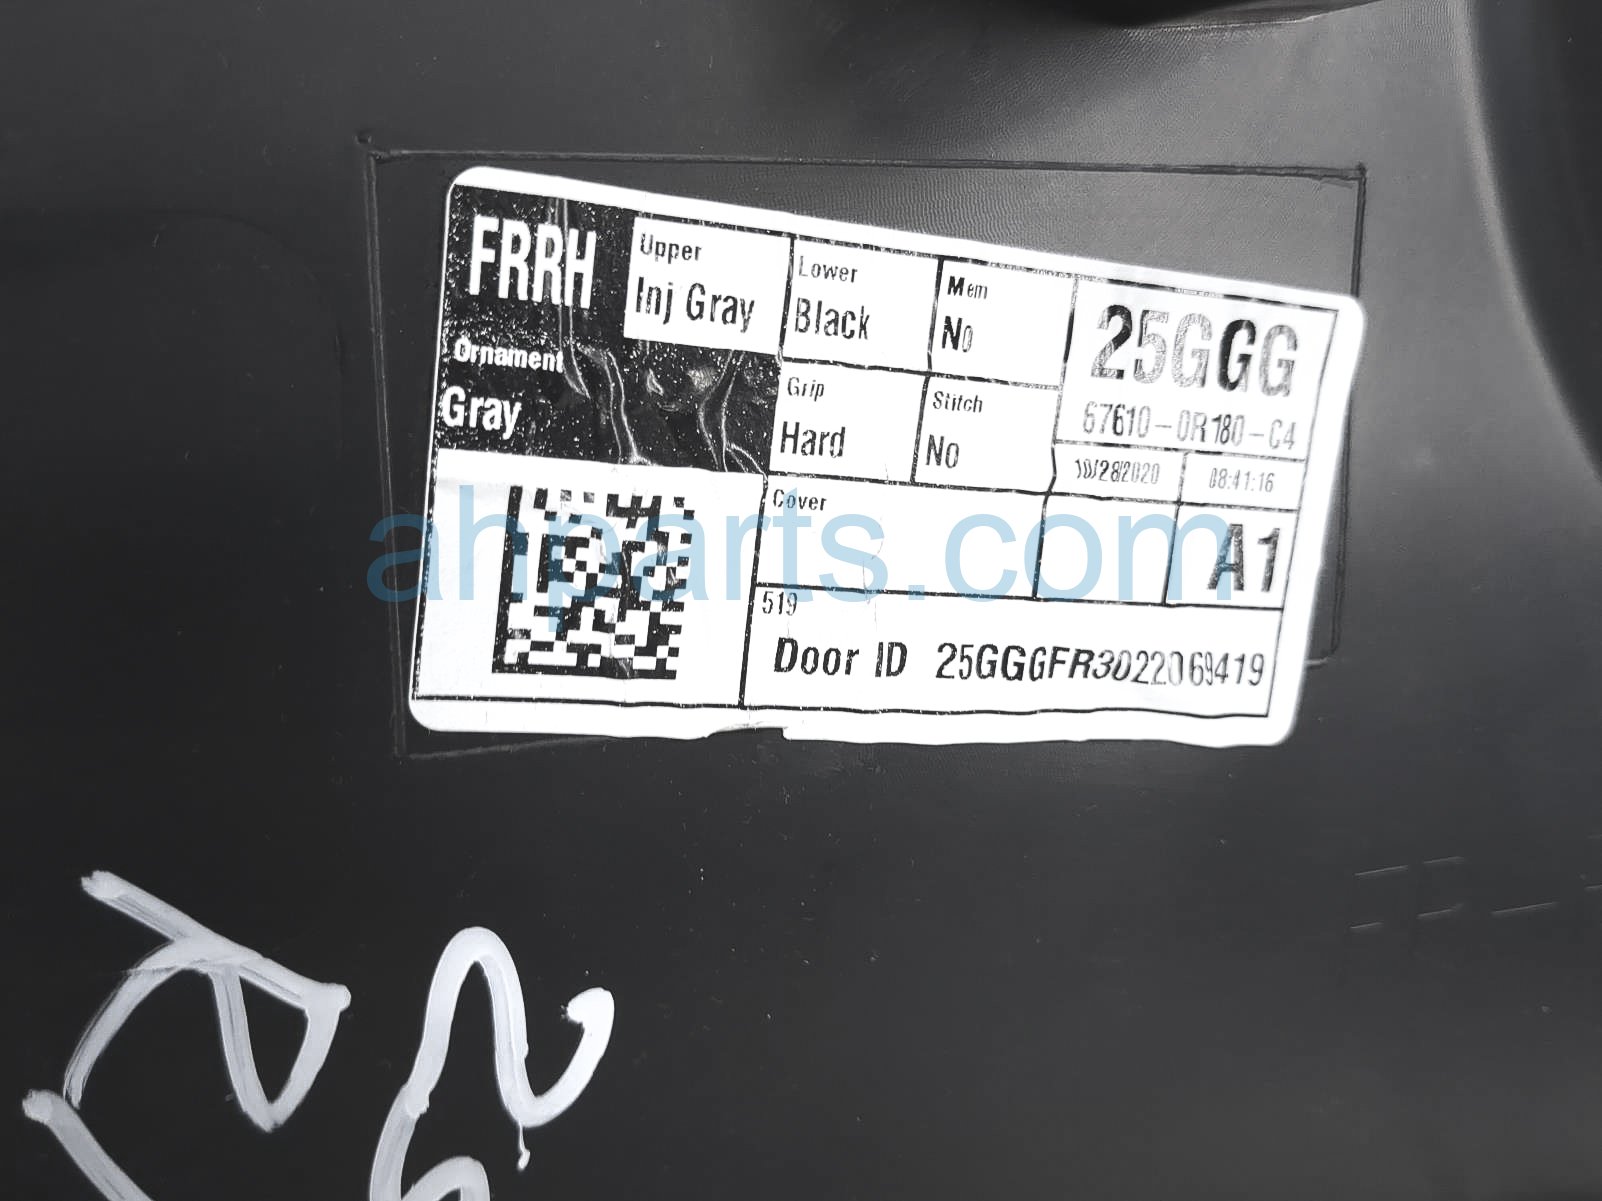 FRRH
Upper
Inj Gray
Lower
Black
Mem
No
25GGG
67610-0R180-C4
Ornament
Gray
Grip
Hard
Stitch
No
10/28/2020
08:41:16
Cover
A1
519
Door ID 25GGGFR3022069419
ahparts.com
R